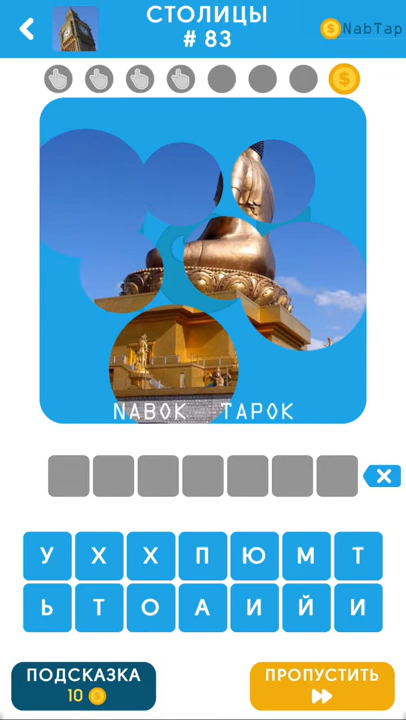 СТОЛИЦЫ
# 83
NabTap
NABOK TAPOK
У Х Х П Ю М Т
Ь Т О А И Й И
ПОДСКАЗКА
10
ПРОПУСТИТЬ